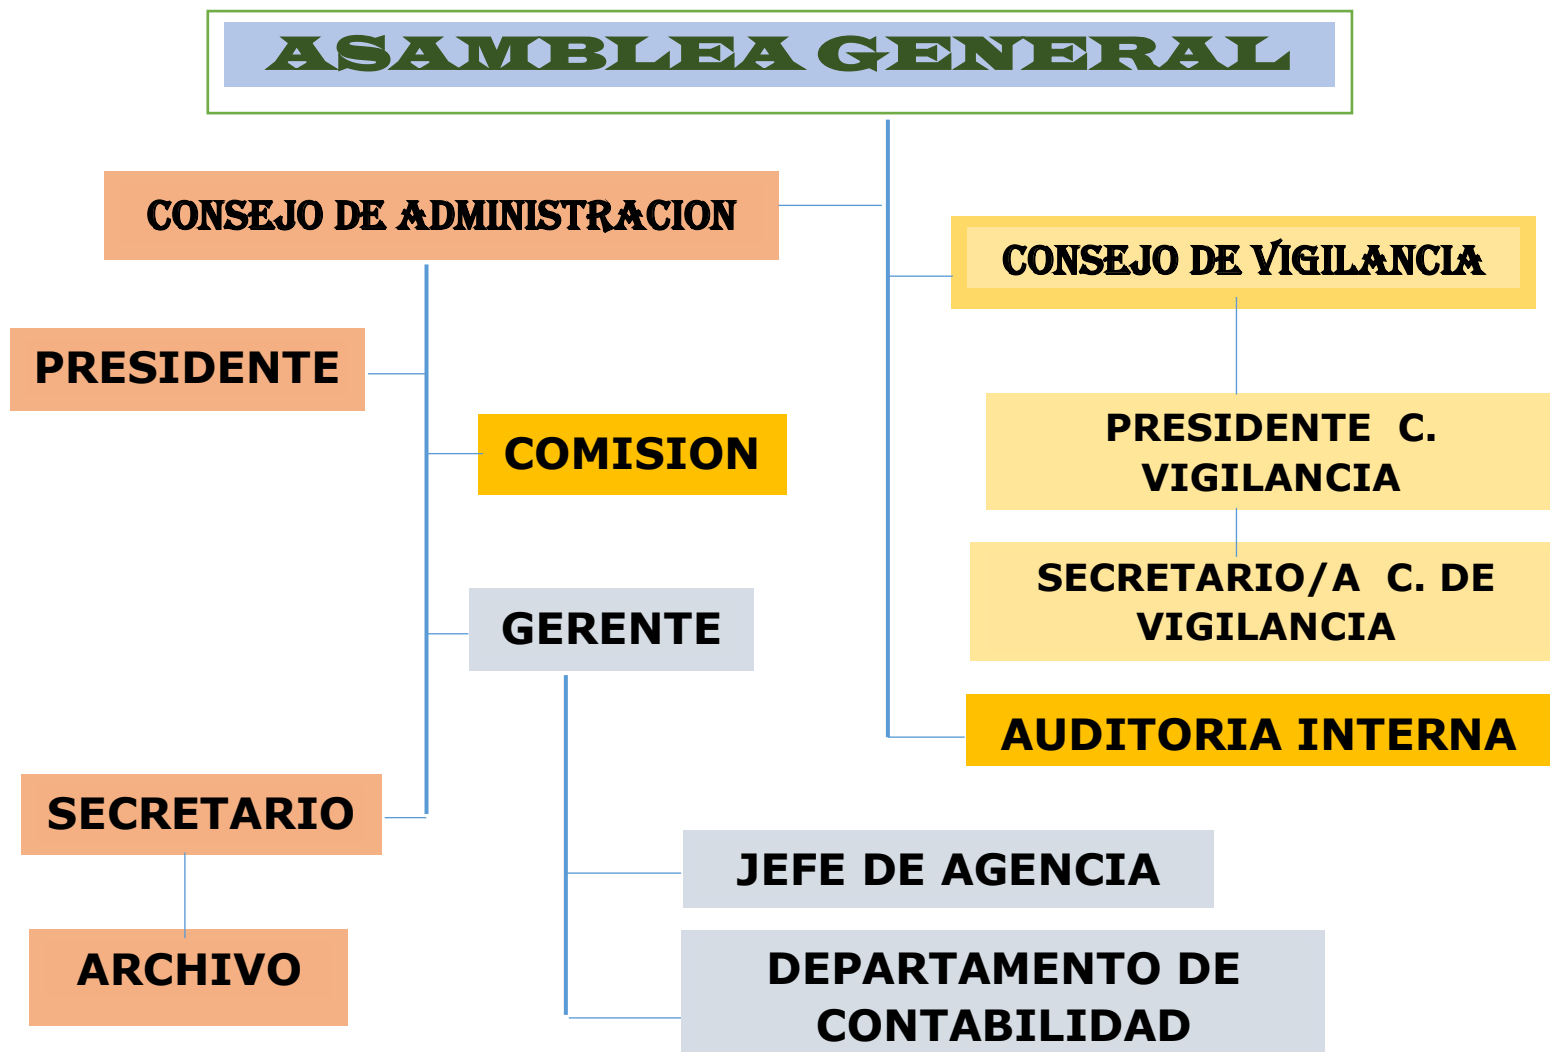 ASAMBLEA GENERAL
CONSEJO DE ADMINISTRACION
CONSEJO DE VIGILANCIA
PRESIDENTE
COMISION
PRESIDENTE C.
VIGILANCIA
SECRETARIO/A C. DE
VIGILANCIA
GERENTE
AUDITORIA INTERNA
SECRETARIO
JEFE DE AGENCIA
ARCHIVO
DEPARTAMENTO DE
CONTABILIDAD